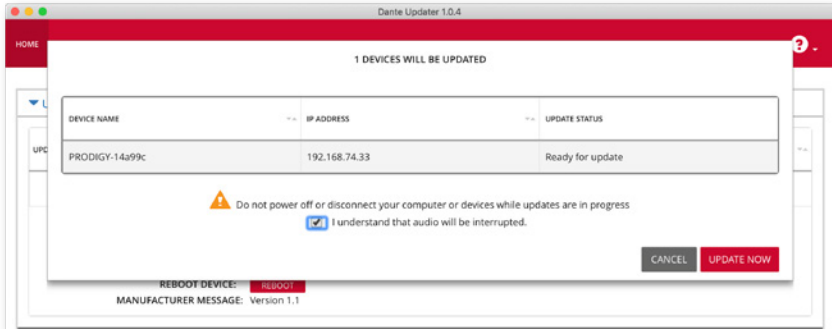 Dante Updater 1.0.4
HOME
?
1 DEVICES WILL BE UPDATED
DEVICE NAME IP ADDRESS UPDATE STATUS
PRODIGY-14a99c 192.168.74.33 Ready for update
Do not power off or disconnect your computer or devices while updates are in progress
I understand that audio will be interrupted.
CANCEL UPDATE NOW
REBOOT DEVICE: REBOOT
MANUFACTURER MESSAGE: Version 1.1